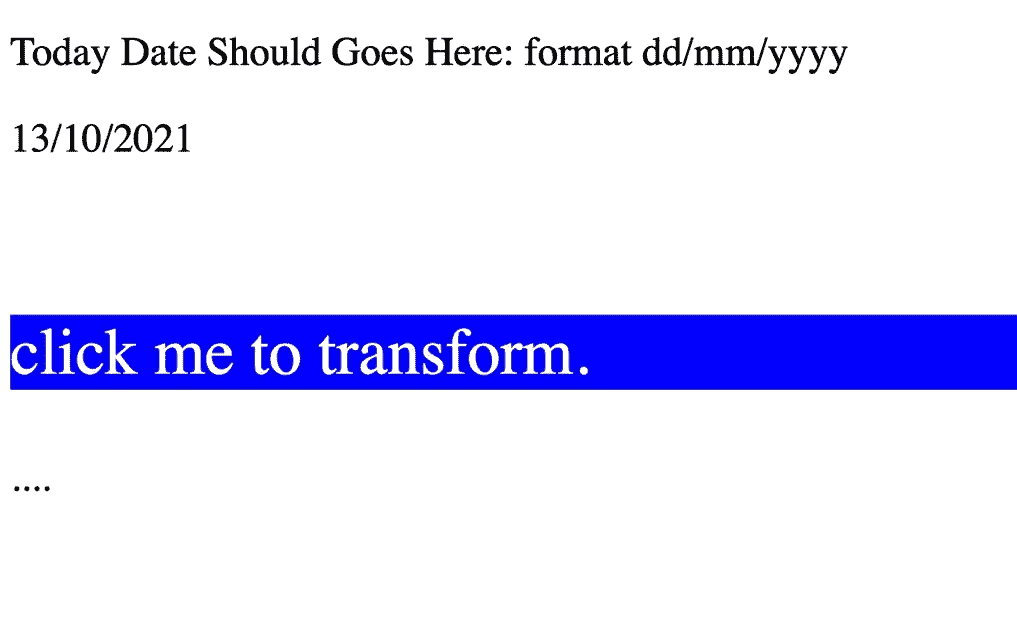 Today Date Should Goes Here: format dd/mm/yyyy
13/10/2021
click me to transform.
....